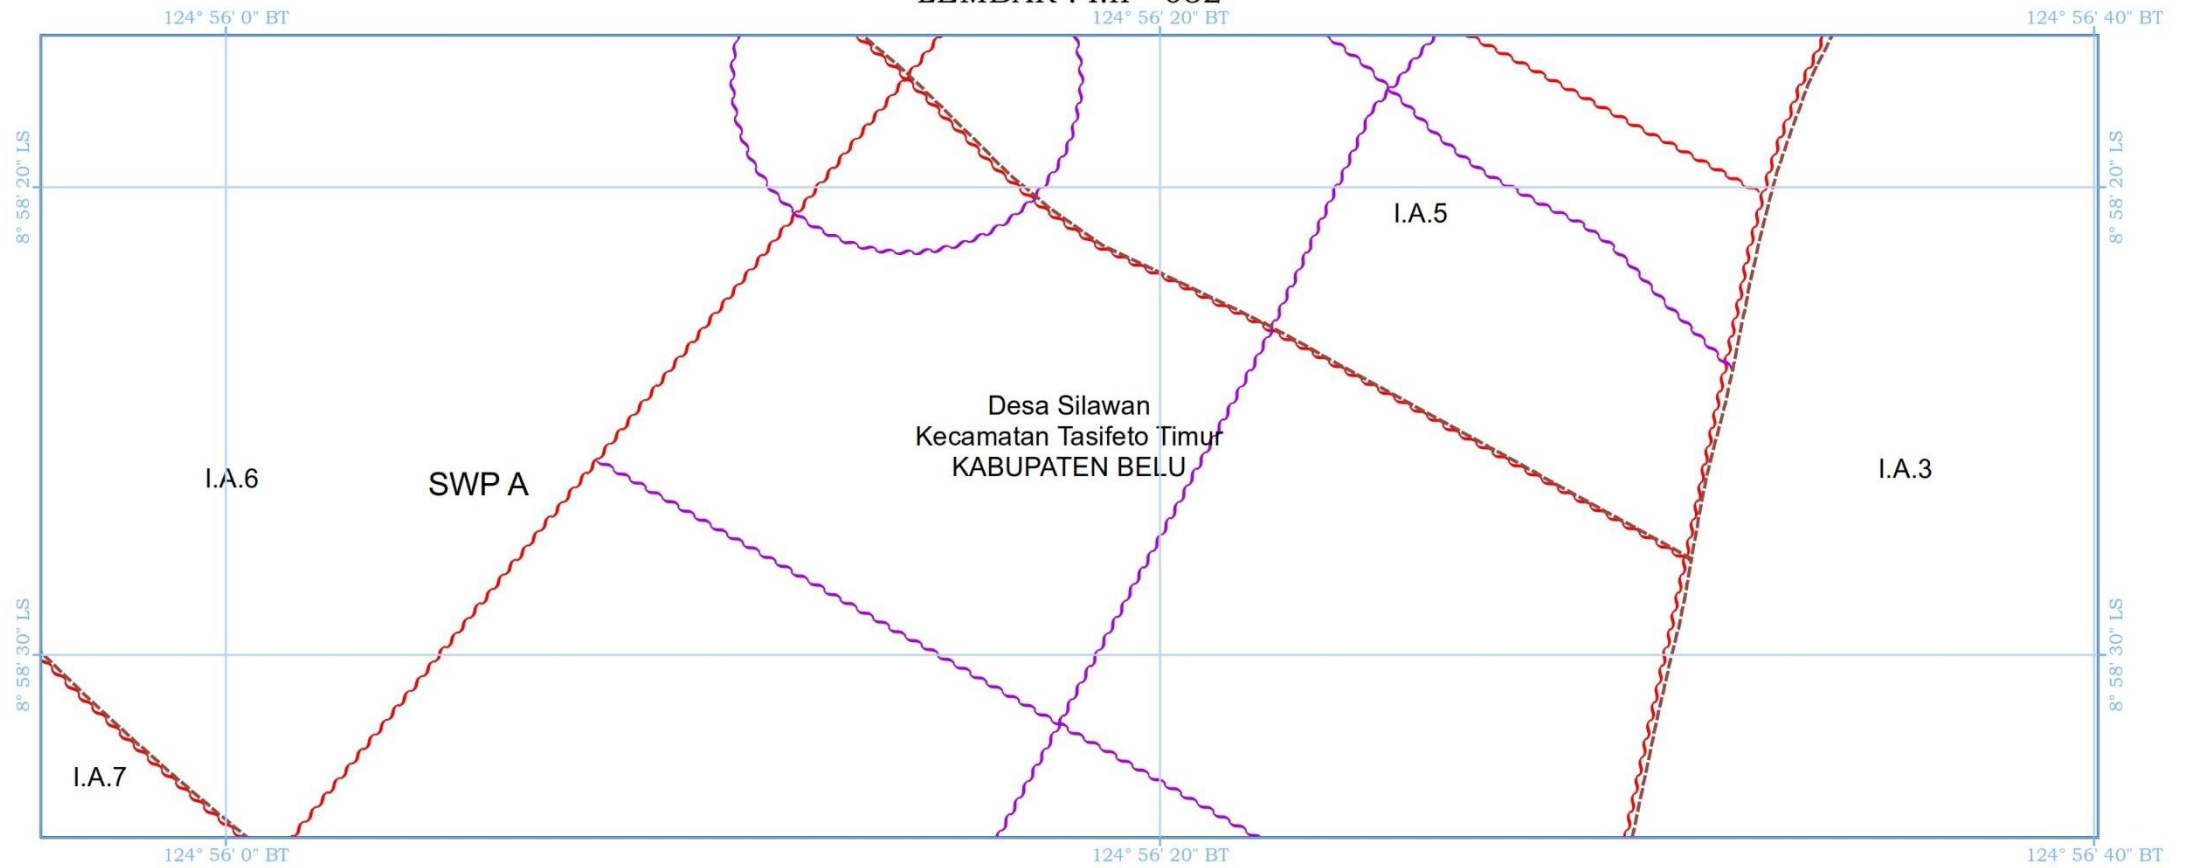 124° 56' 0" BT
124° 56' 20" BT
124° 56' 40" BT
8° 58' 20" LS
8° 58' 20" LS
I.A.5
Desa Silawan
Kecamatan Tasifeto Timur
KABUPATEN BELU
I.A.6
SWP A
I.A.3
8° 58' 30" LS
8° 58' 30" LS
I.A.7
124° 56' 0" BT
124° 56' 20" BT
124° 56' 40" BT